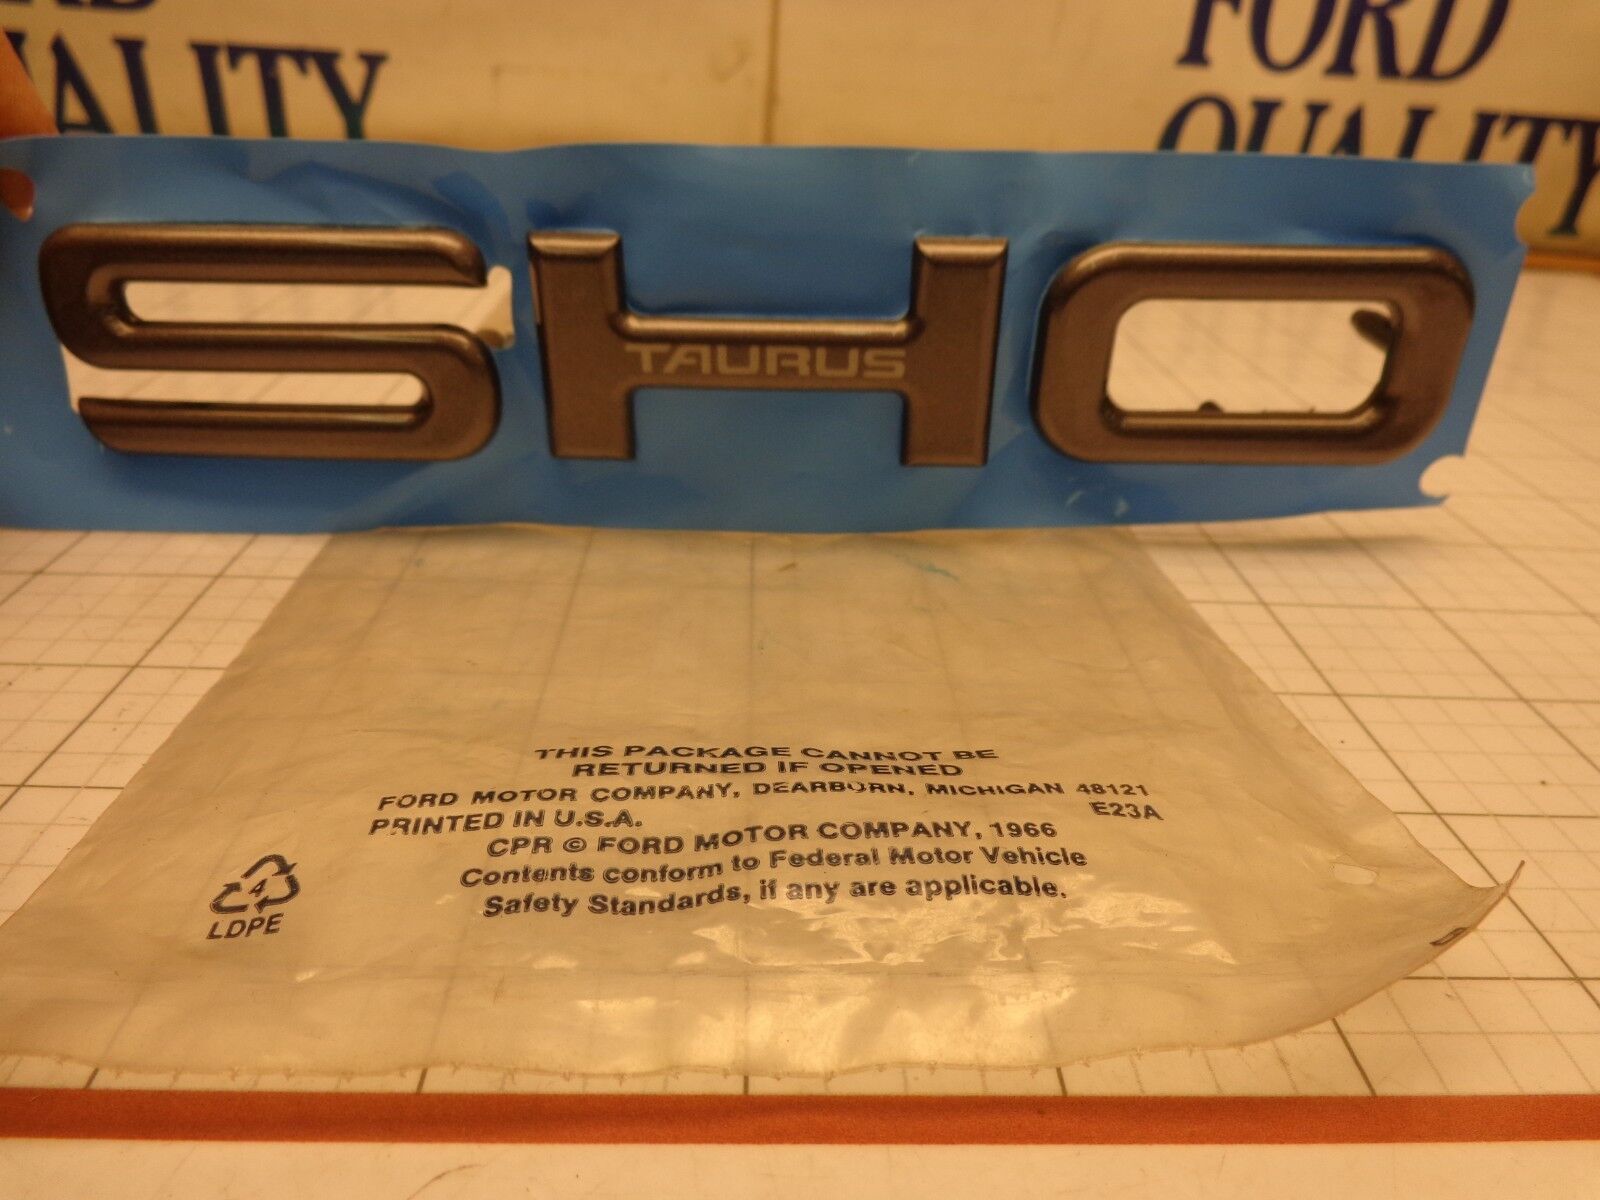 FORD
QUALITY
FORD
QUALITY
SHO
TAURUS
THIS PACKAGE CANNOT BE
RETURNED IF OPENED
FORD MOTOR COMPANY, DEARBORN, MICHIGAN 48121
PRINTED IN U.S.A. E23A
CPR © FORD MOTOR COMPANY, 1966
Contents conform to Federal Motor Vehicle
Safety Standards, if any are applicable.
4
LDPE